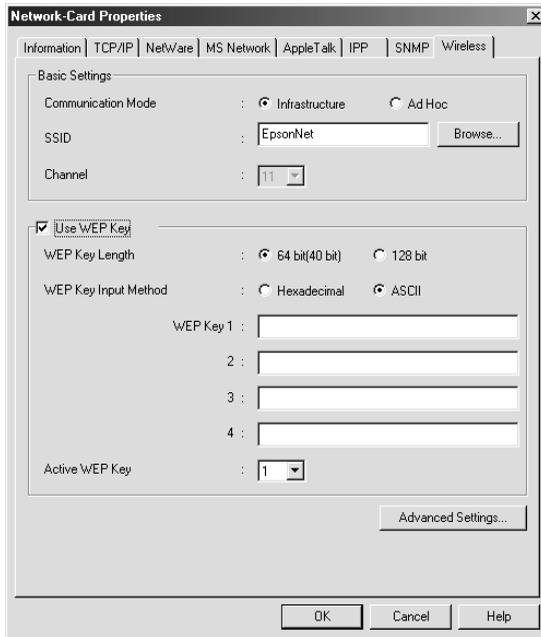 Network-Card Properties
Information TCP/IP NetWare MS Network AppleTalk IPP SNMP Wireless
Basic Settings
Communication Mode : Infrastructure Ad Hoc
SSID : EpsonNet Browse...
Channel : 11
Use WEP Key
WEP Key Length : 64 bit(40 bit) 128 bit
WEP Key Input Method : Hexadecimal ASCII
WEP Key 1 :
2 :
3 :
4 :
Active WEP Key : 1
Advanced Settings...
OK Cancel Help